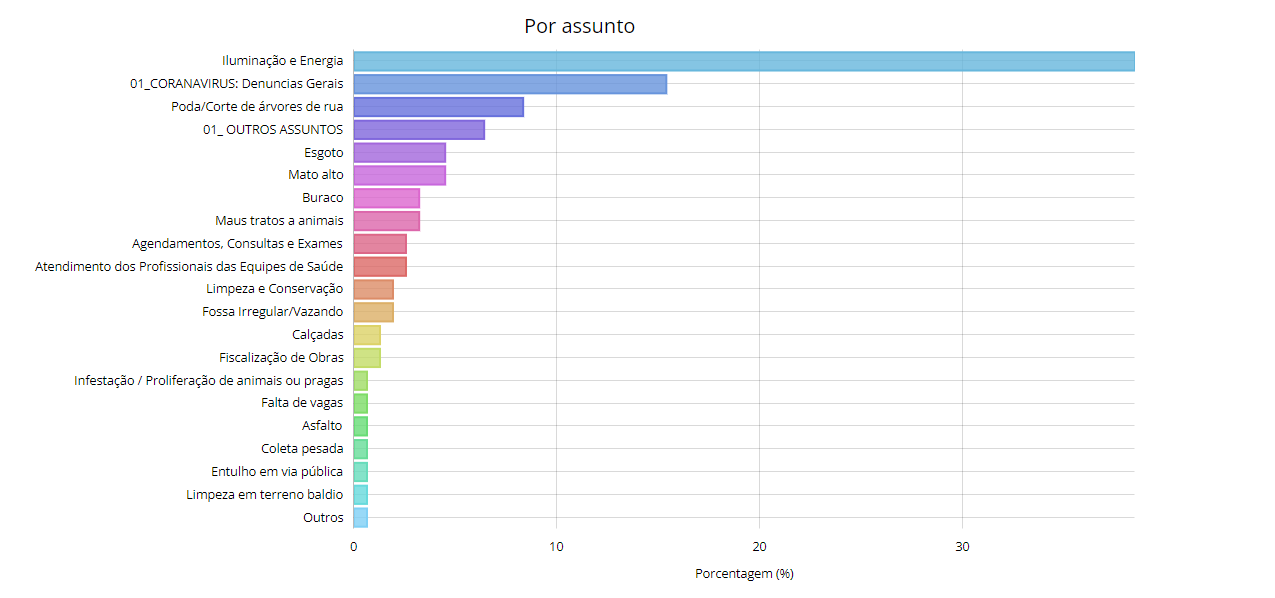 Por assunto
Iluminação e Energia
01_CORANAVIRUS: Denuncias Gerais
Poda/Corte de árvores de rua
01_ OUTROS ASSUNTOS
Esgoto
Mato alto
Buraco
Maus tratos a animais
Agendamentos, Consultas e Exames
Atendimento dos Profissionais das Equipes de Saúde
Limpeza e Conservação
Fossa Irregular/Vazando
Calçadas
Fiscalização de Obras
Infestação / Proliferação de animais ou pragas
Falta de vagas
Asfalto
Coleta pesada
Entulho em via pública
Limpeza em terreno baldio
Outros
0 10 20 30
Porcentagem (%)